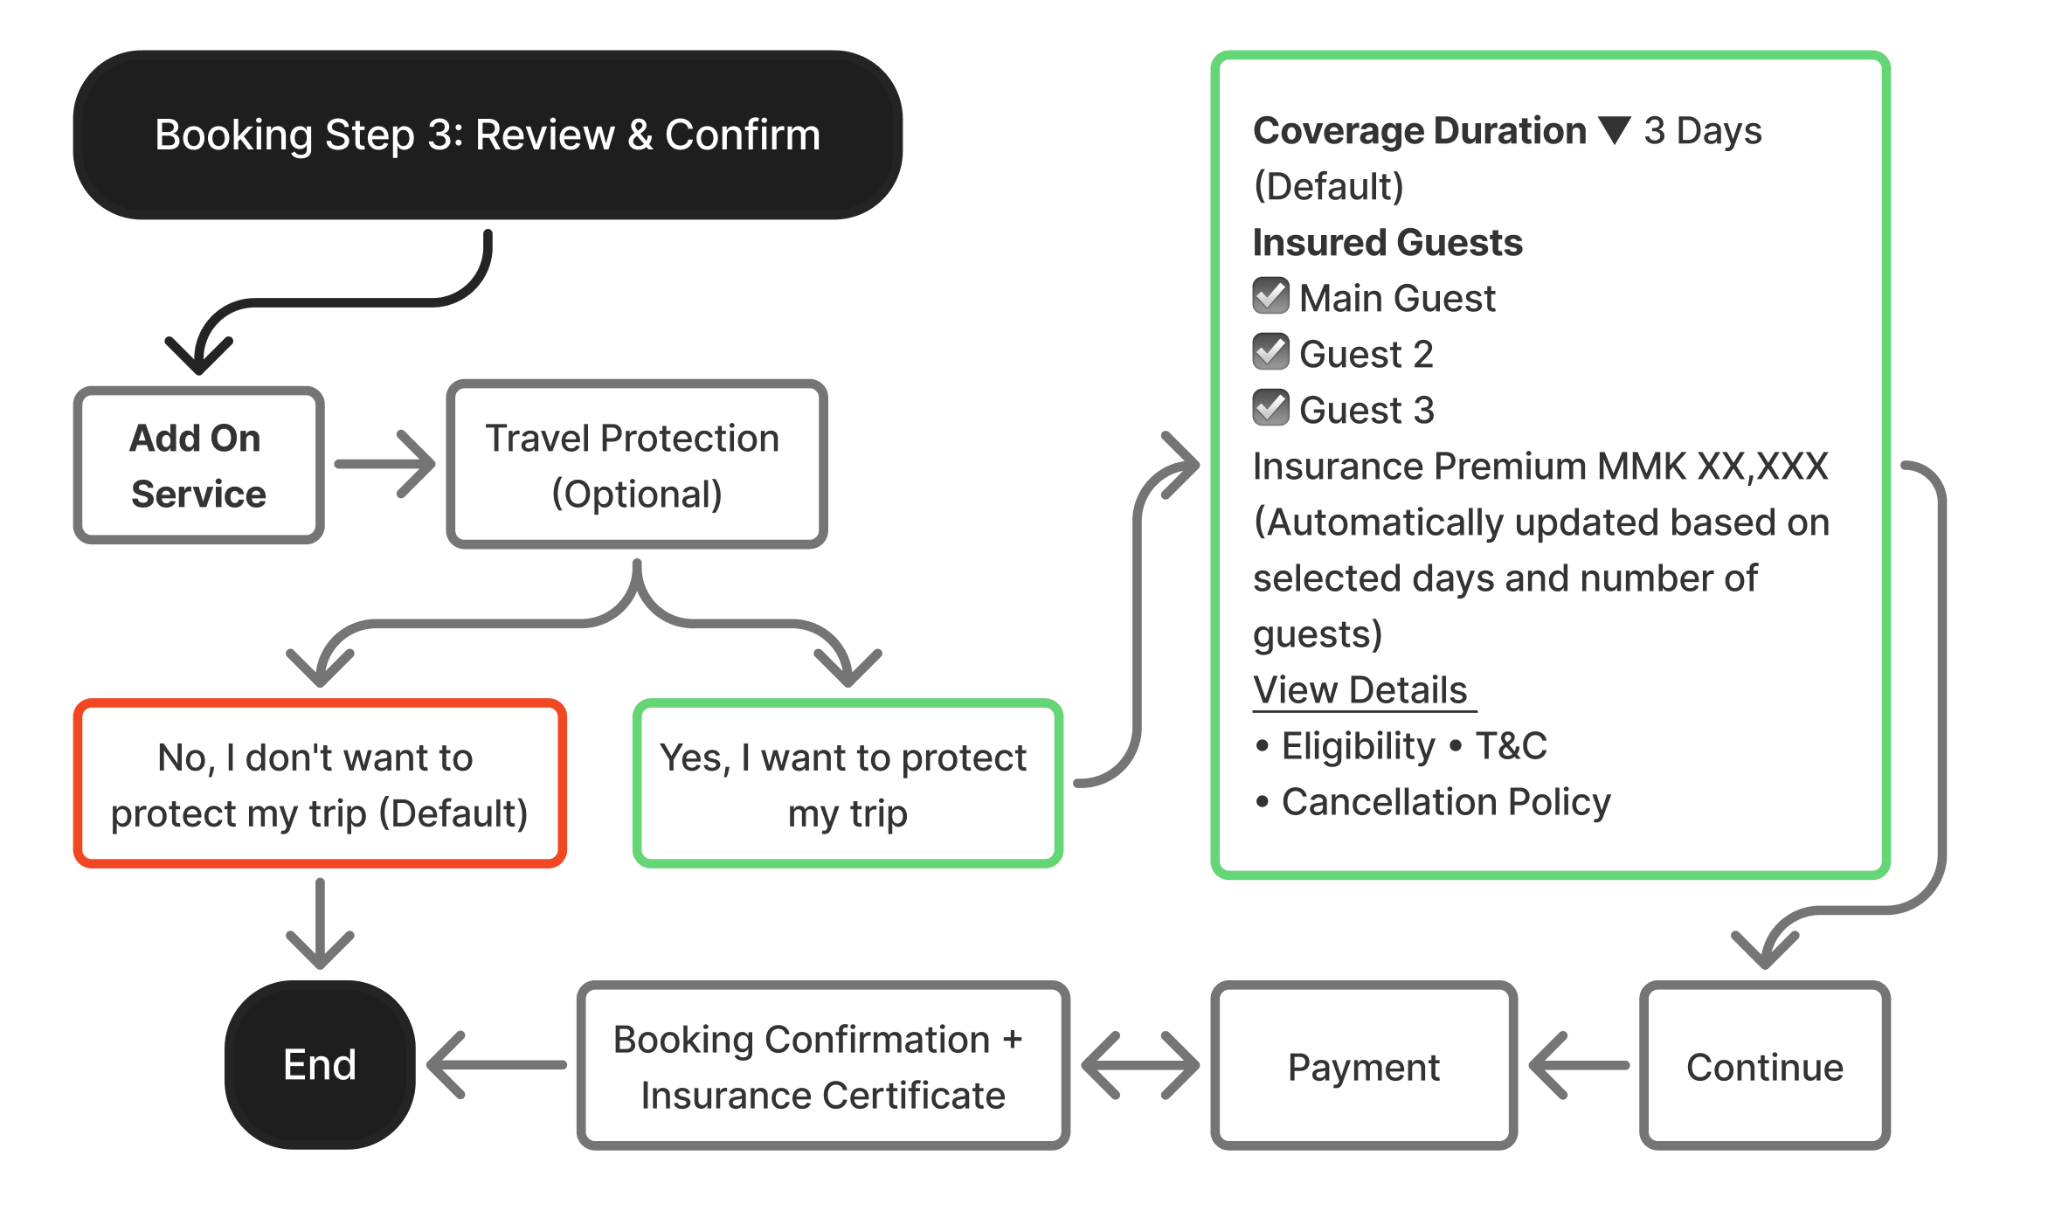 Booking Step 3: Review & Confirm
Add On
Service
Travel Protection
(Optional)
No, I don't want to
protect my trip (Default)
Yes, I want to protect
my trip
Coverage Duration ▼ 3 Days
(Default)
Insured Guests
☑ Main Guest
☑ Guest 2
☑ Guest 3
Insurance Premium MMK XX,XXX
(Automatically updated based on
selected days and number of
guests)
View Details
• Eligibility • T&C
• Cancellation Policy
Continue
Payment
Booking Confirmation +
Insurance Certificate
End